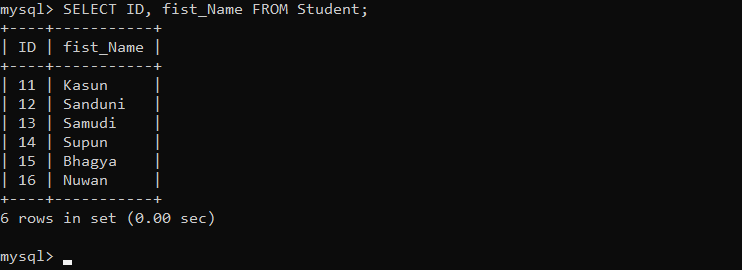 mysql> SELECT ID, fist_Name FROM Student;
+----+-----------+
| ID | fist_Name |
+----+-----------+
| 11 | Kasun     |
| 12 | Sanduni   |
| 13 | Samudi    |
| 14 | Supun     |
| 15 | Bhagya    |
| 16 | Nuwan     |
+----+-----------+
6 rows in set (0.00 sec)
mysql> _